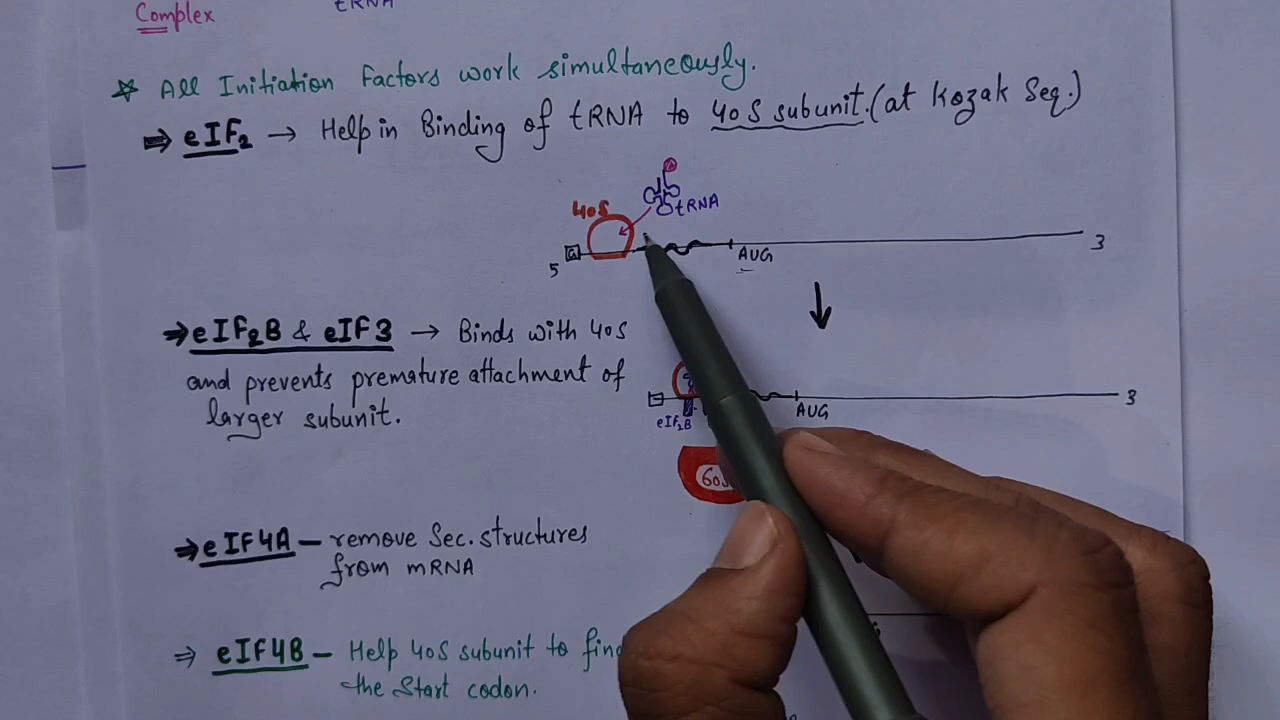 Complex
tRNA
☆ All Initiation Factors work simultaneously.
⇒ eIF₂ → Help in Binding of tRNA to 40S subunit. (at Kozak Seq.)
40S
tRNA
G
5
AUG
3
⇒ eIF₂B & eIF3 → Binds with 40S
and prevents premature attachment of
larger subunit.
AUG
3
eIF₂B
60S
⇒ eIF4A – remove Sec. structures
from mRNA
⇒ eIF4B – Help 40S subunit to find
the Start codon.